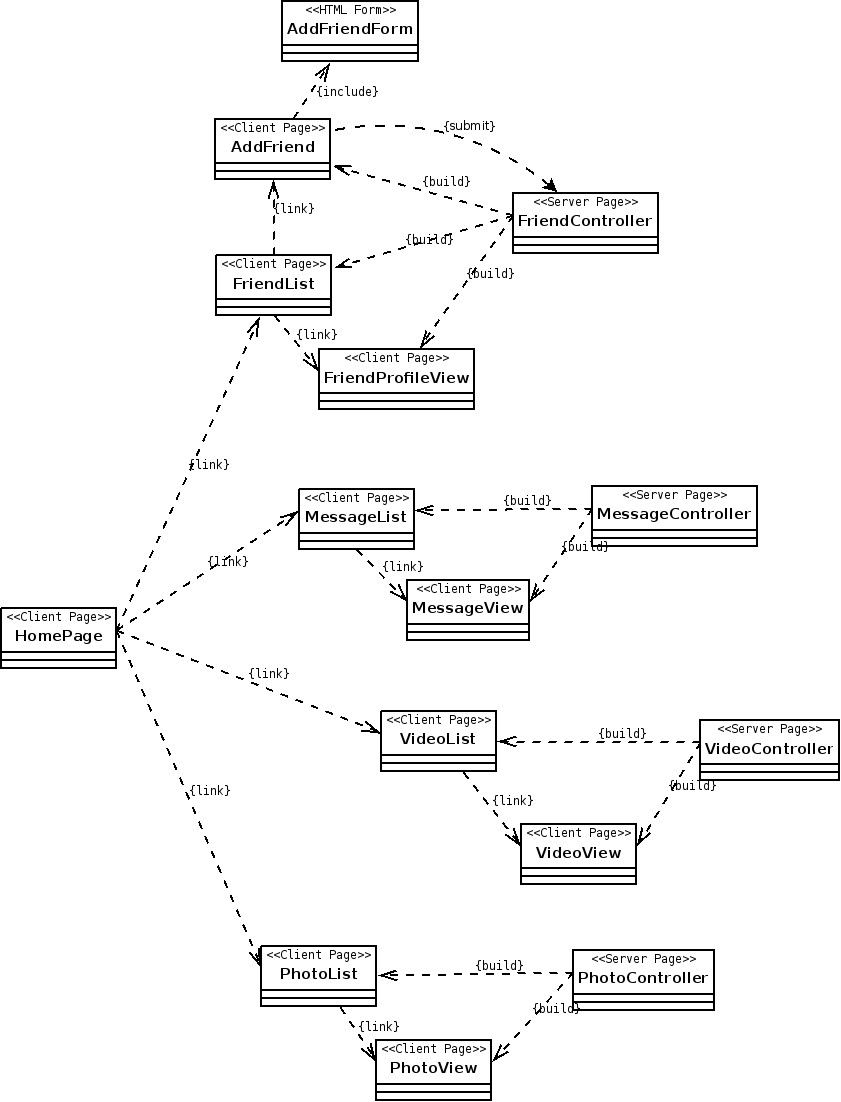 <<HTML Form>>
AddFriendForm
{include}
<<Client Page>>
AddFriend
{submit}
{build}
<<Server Page>>
FriendController
{link}
{build}
<<Client Page>>
FriendList
{build}
{link}
<<Client Page>>
FriendProfileView
{link}
<<Client Page>>
MessageList
{build}
<<Server Page>>
MessageController
{build}
{link}
{link}
<<Client Page>>
MessageView
<<Client Page>>
HomePage
{link}
<<Client Page>>
VideoList
{build}
<<Server Page>>
VideoController
{build}
{link}
{link}
<<Client Page>>
VideoView
<<Client Page>>
PhotoList
{build}
<<Server Page>>
PhotoController
{build}
{link}
<<Client Page>>
PhotoView